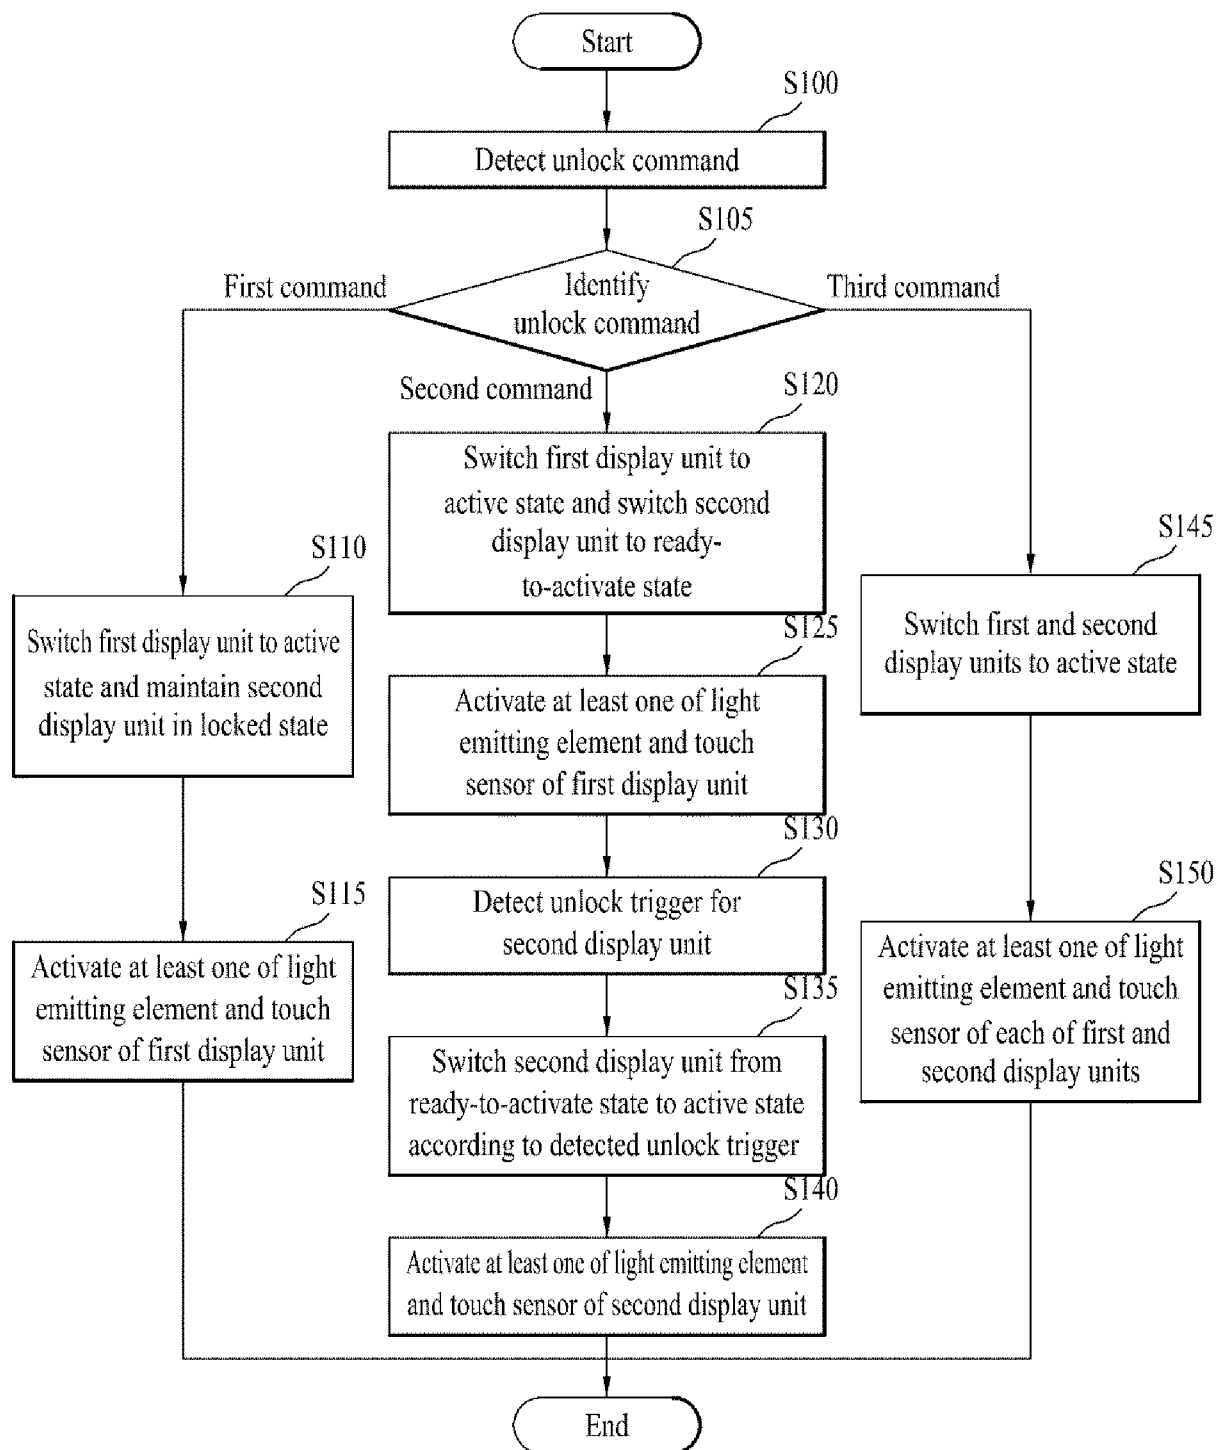 Start
S100
Detect unlock command
S105
First command
Identify
unlock command
Third command
Second command
S120
Switch first display unit to
active state and switch second
display unit to ready-
to-activate state
S110
Switch first display unit to active
state and maintain second
display unit in locked state
S145
Switch first and second
display units to active state
S125
Activate at least one of light
emitting element and touch
sensor of first display unit
S130
Detect unlock trigger for
second display unit
S115
Activate at least one of light
emitting element and touch
sensor of first display unit
S150
Activate at least one of light
emitting element and touch
sensor of each of first and
second display units
S135
Switch second display unit from
ready-to-activate state to active state
according to detected unlock trigger
S140
Activate at least one of light emitting element
and touch sensor of second display unit
End